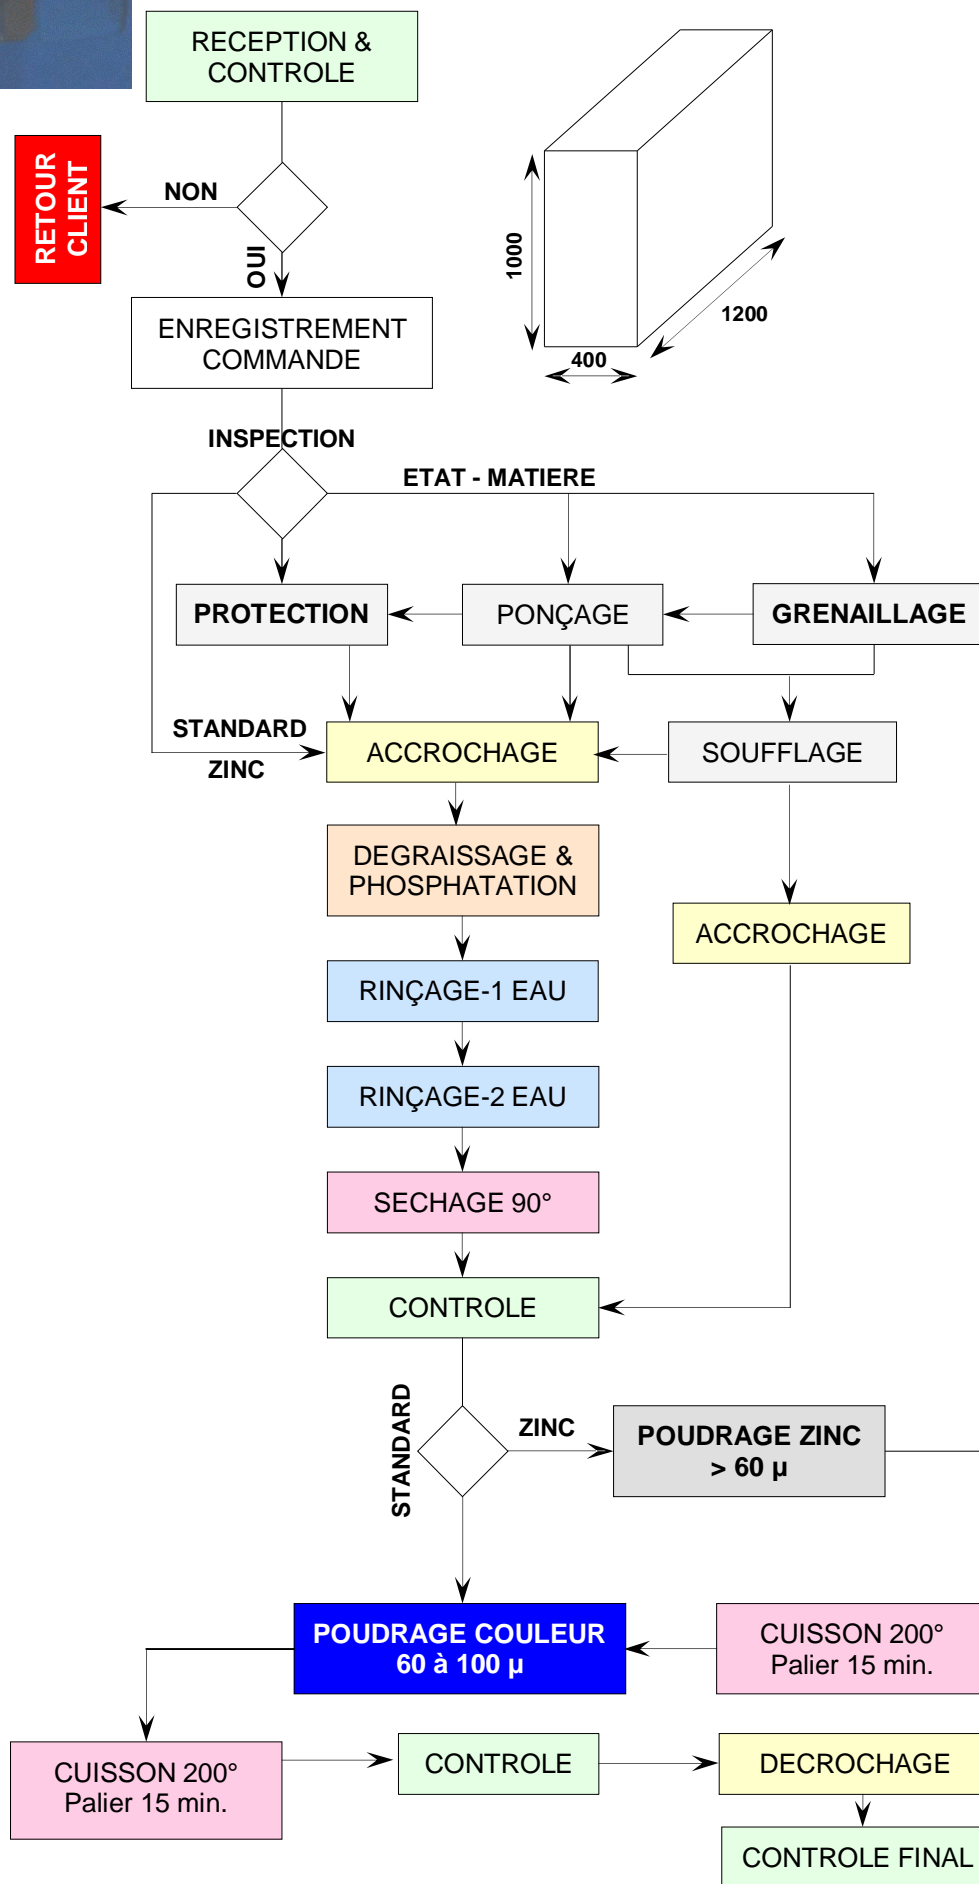 RECEPTION &
CONTROLE
RETOUR
CLIENT
NON
OUI
1000
1200
400
ENREGISTREMENT
COMMANDE
INSPECTION
ETAT - MATIERE
PROTECTION
PONÇAGE
GRENAILLAGE
STANDARD
ZINC
ACCROCHAGE
SOUFFLAGE
DEGRAISSAGE &
PHOSPHATATION
ACCROCHAGE
RINÇAGE-1 EAU
RINÇAGE-2 EAU
SECHAGE 90°
CONTROLE
STANDARD
ZINC
POUDRAGE ZINC
> 60 µ
POUDRAGE COULEUR
60 à 100 µ
CUISSON 200°
Palier 15 min.
CUISSON 200°
Palier 15 min.
CONTROLE
DECROCHAGE
CONTROLE FINAL